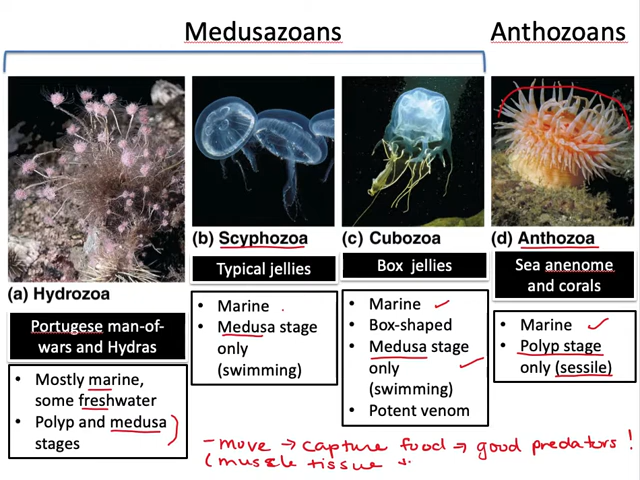 Medusazoans
Anthozoans
(a) Hydrozoa
(b) Scyphozoa
(c) Cubozoa
(d) Anthozoa
Portugese man-of-
wars and Hydras
Typical jellies
Box jellies
Sea anenome
and corals
• Mostly marine,
some freshwater
• Polyp and medusa
stages
• Marine
• Medusa stage
only
(swimming)
• Marine
• Box-shaped
• Medusa stage
only
(swimming)
• Potent venom
• Marine
• Polyp stage
only (sessile)
- move → capture food → good predators !
(muscle tissue +